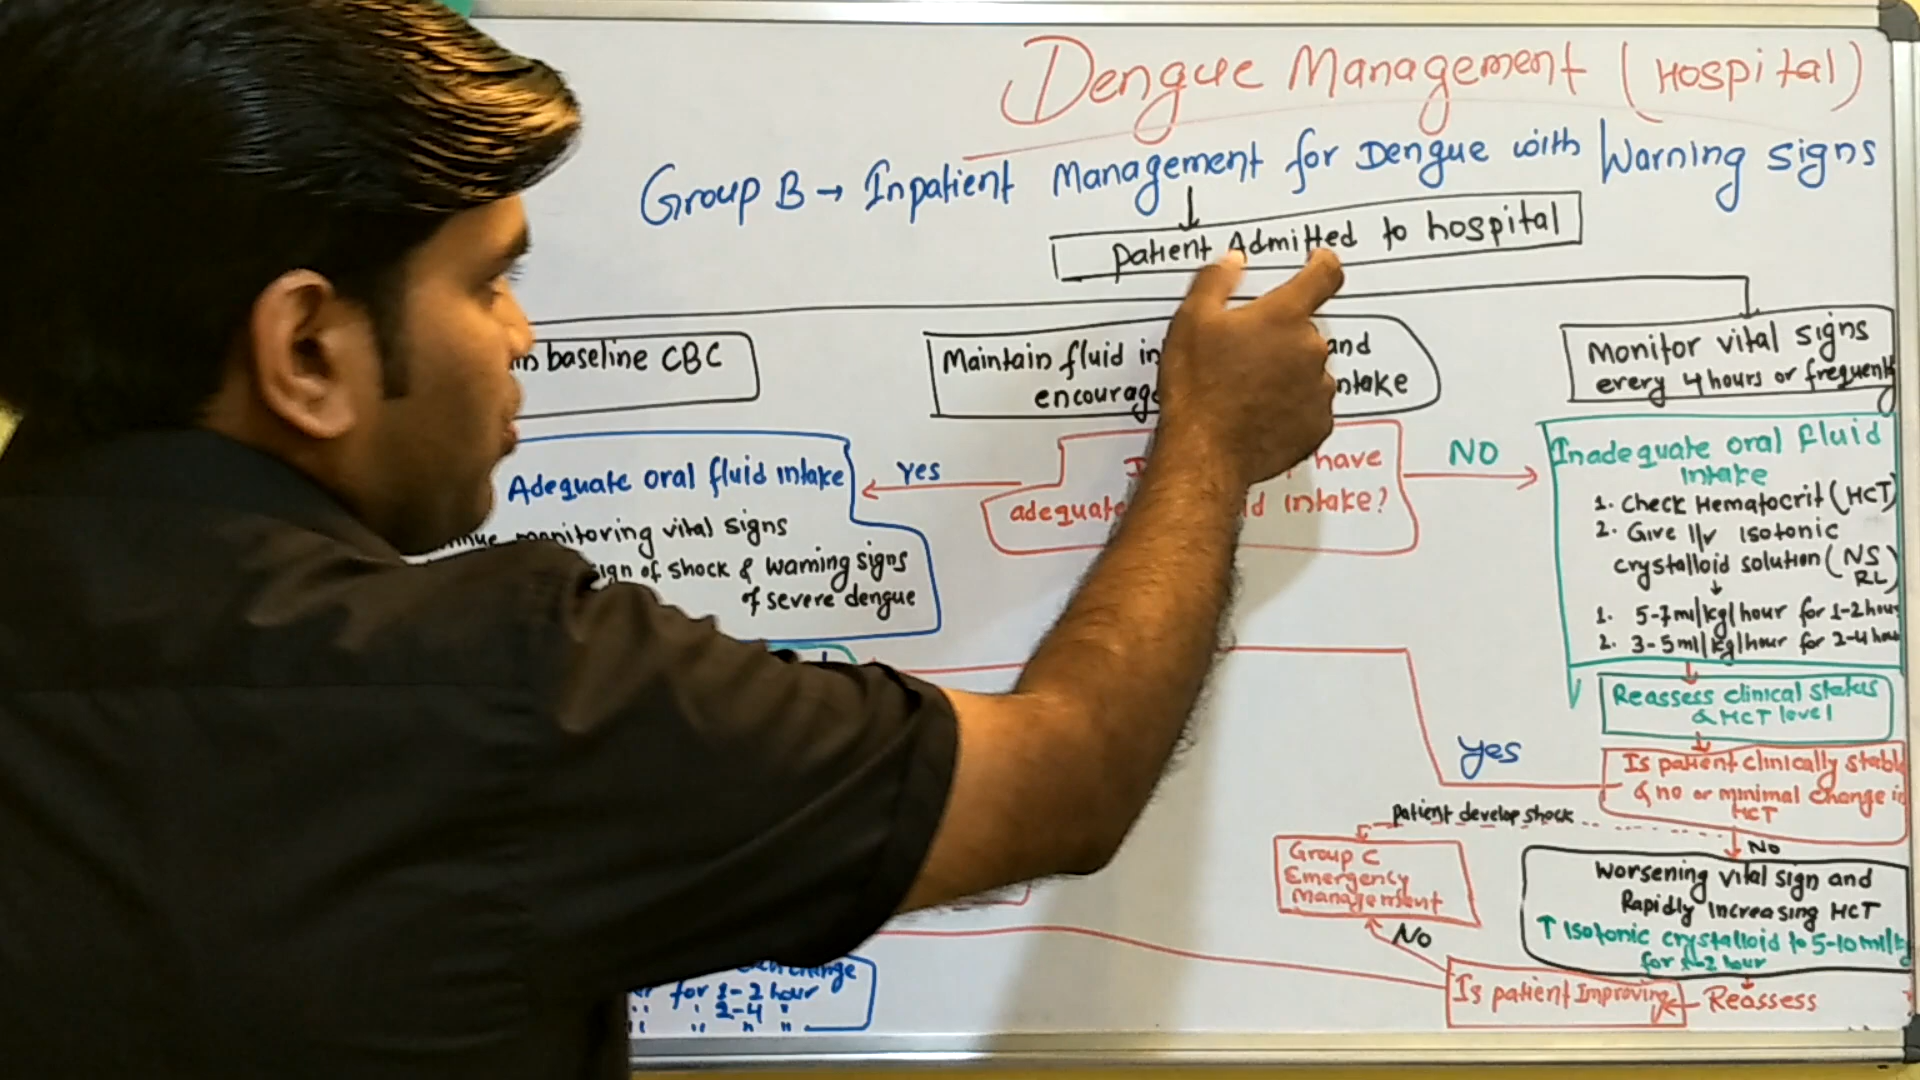 Dengue Management (Hospital)
Group B → Inpatient Management for Dengue with Warning signs
patient Admitted to hospital
baseline CBC
Maintain fluid in and
encourage intake
Monitor vital signs
every 4 hours or frequently
Adequate oral fluid intake
monitoring vital signs
sign of shock & warning signs
of severe dengue
Yes
have
adequate intake?
NO
Inadequate oral fluid
intake
1. Check Hematocrit (HCT)
2. Give I/v Isotonic
crystalloid solution (NS
RL)
1. 5-7 ml/kg/hour for 1-2 hour
2. 3-5 ml/kg/hour for 2-4 hour
Reassess clinical status
& HCT level
Is patient clinically stable
& no or minimal change in
HCT
Yes
patient develop shock
No
Group C
Emergency
Management
Worsening vital sign and
Rapidly increasing HCT
↑ Isotonic crystalloid to 5-10 ml/kg
for 1-2 hour
No
Is patient Improving
Reassess
change
for 1-2 hour
" 2-4 "
" " "